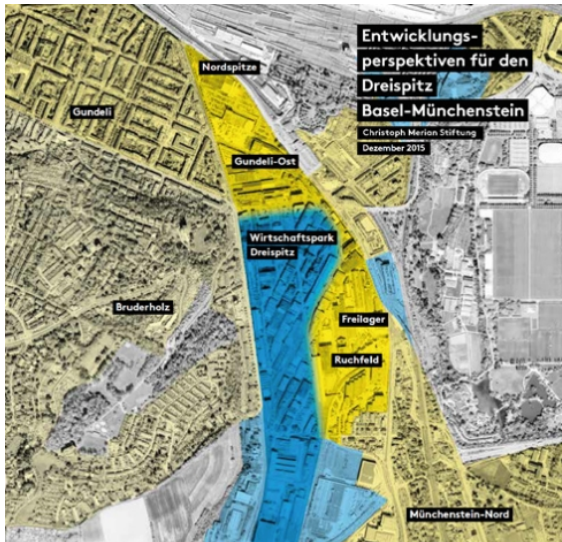 Entwicklungs-
perspektiven für den
Dreispitz
Basel-Münchenstein
Christoph Merian Stiftung
Dezember 2015
Nordspitze
Gundeli
Gundeli-Ost
Wirtschaftspark
Dreispitz
Bruderholz
Freilager
Ruchfeld
Münchenstein-Nord